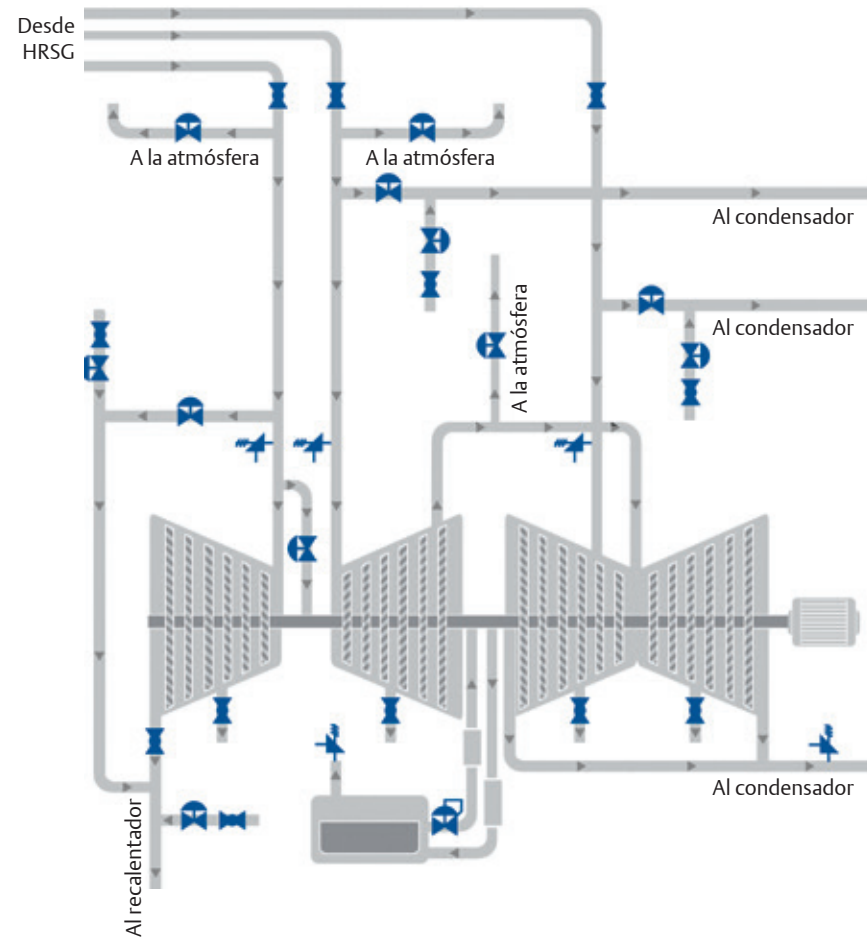 Desde
HRSG
A la atmósfera
A la atmósfera
Al condensador
A la atmósfera
Al condensador
Al condensador
Al recalentador